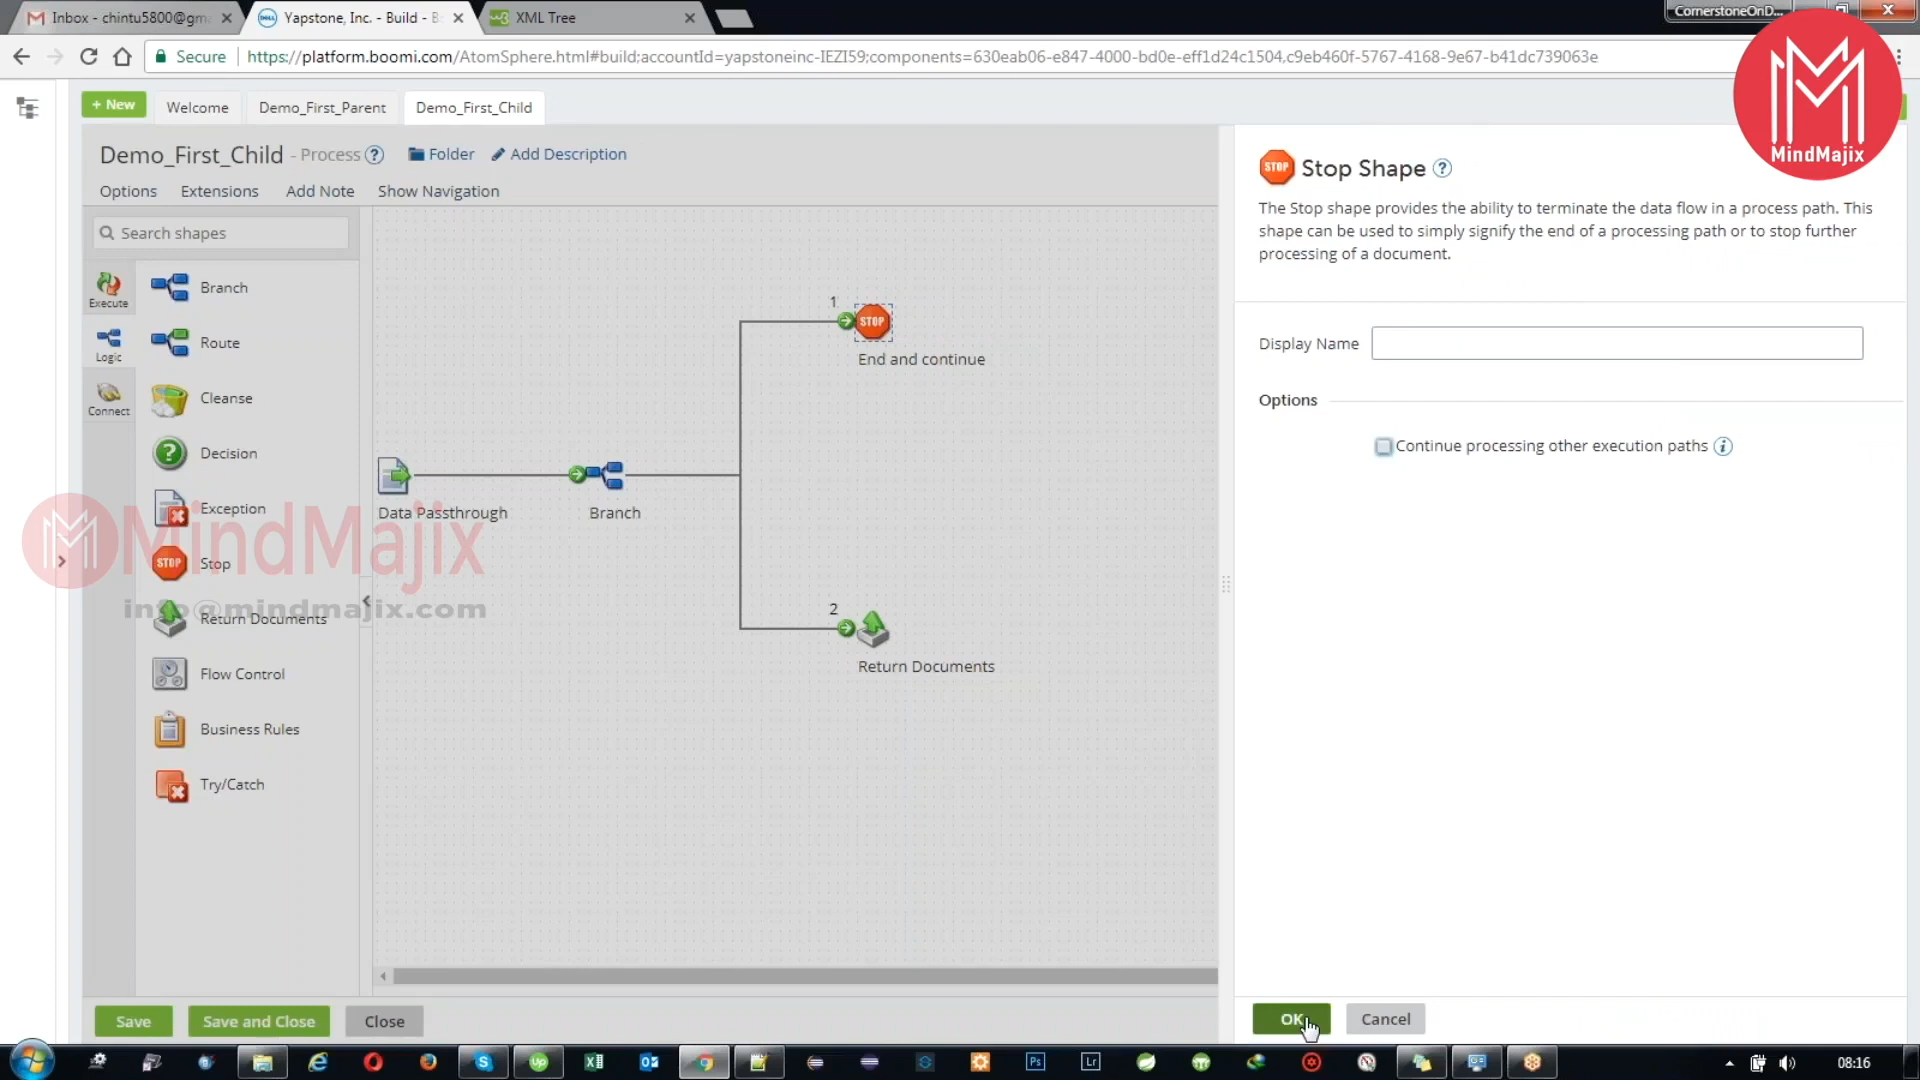 Inbox - chintu5800@gm
Yapstone, Inc. - Build - B
XML Tree
CornerstoneOnD...
Secure
https://platform.boomi.com/AtomSphere.html#build;accountId=yapstoneinc-IEZI59;components=630eab06-e847-4000-bd0e-eff1d24c1504,c9eb460f-5767-4168-9e67-b41dc739063e
MindMajix
+ New
Welcome
Demo_First_Parent
Demo_First_Child
Demo_First_Child - Process
Folder
Add Description
Options
Extensions
Add Note
Show Navigation
Search shapes
Execute
Logic
Connect
Branch
Route
Cleanse
Decision
Exception
STOP
Stop
Return Documents
Flow Control
Business Rules
Try/Catch
MindMajix
info@mindmajix.com
Data Passthrough
Branch
1
STOP
End and continue
2
Return Documents
STOP
Stop Shape
The Stop shape provides the ability to terminate the data flow in a process path. This
shape can be used to simply signify the end of a processing path or to stop further
processing of a document.
Display Name
Options
Continue processing other execution paths
OK
Cancel
Save
Save and Close
Close
08:16